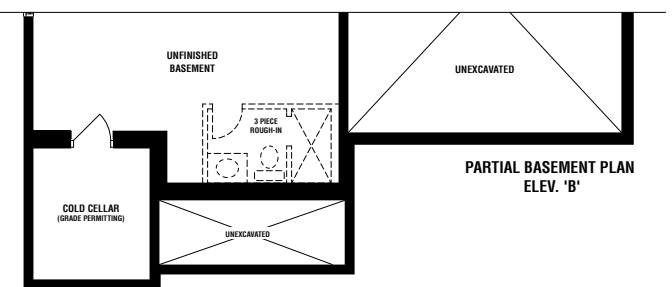 UNFINISHED
BASEMENT
UNEXCAVATED
3 PIECE
ROUGH-IN
PARTIAL BASEMENT PLAN
ELEV. 'B'
COLD CELLAR
(GRADE PERMITTING)
UNEXCAVATED